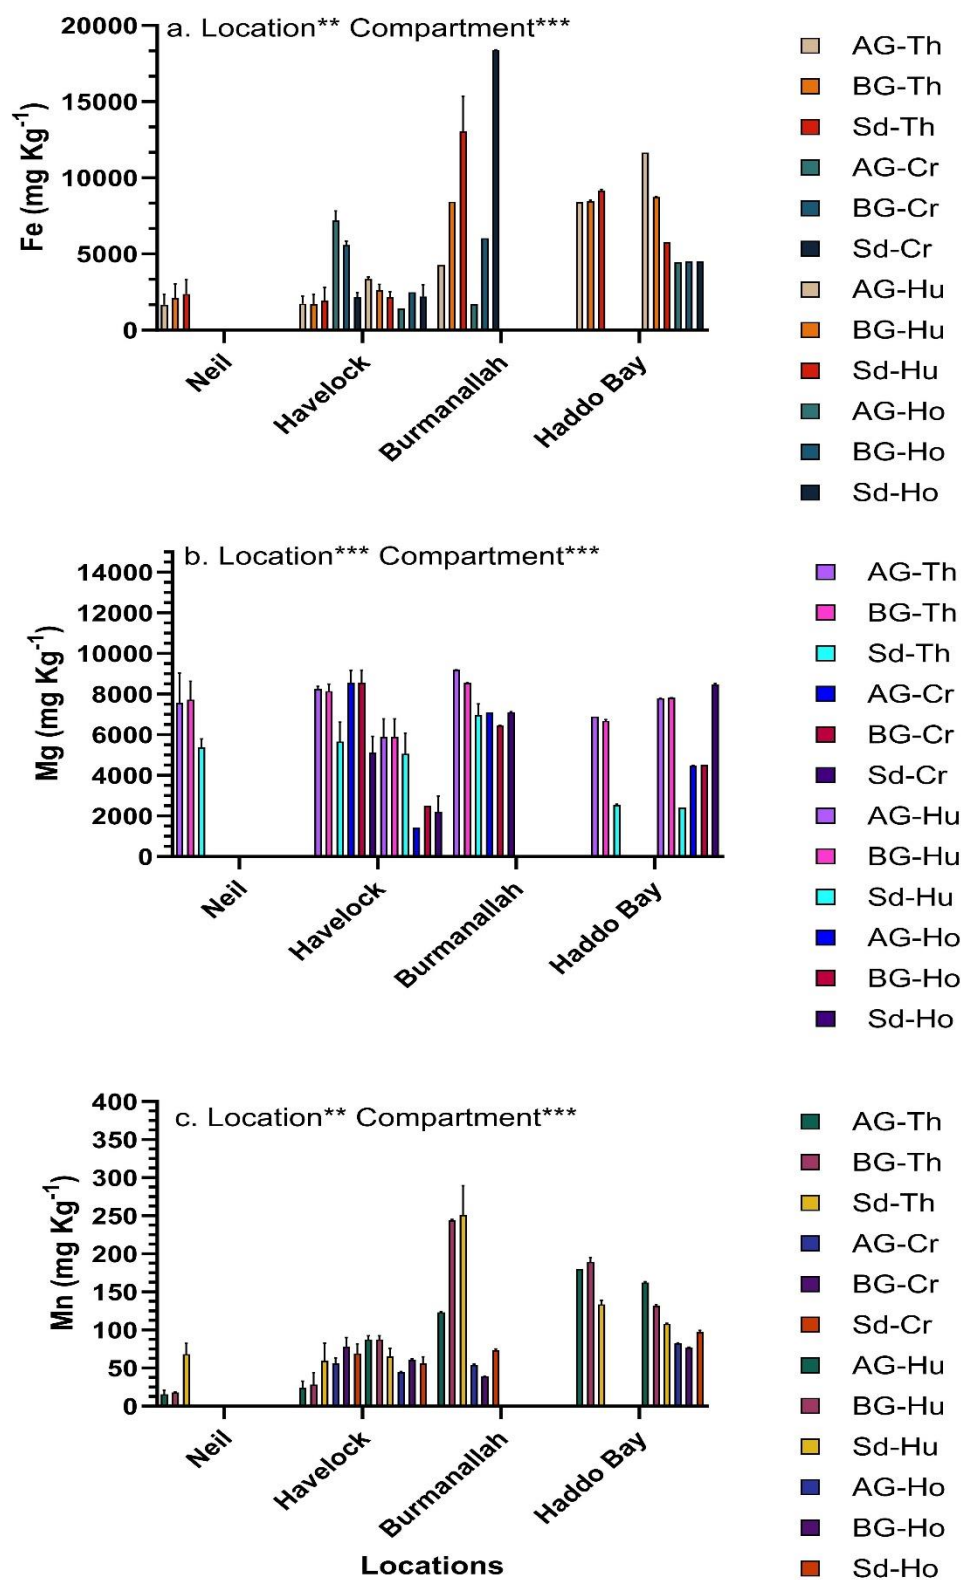 a. Location** Compartment***
Fe (mg Kg-1)
20000
15000
10000
5000
0
Neil
Havelock
Burmanallah
Haddo Bay
AG-Th
BG-Th
Sd-Th
AG-Cr
BG-Cr
Sd-Cr
AG-Hu
BG-Hu
Sd-Hu
AG-Ho
BG-Ho
Sd-Ho
b. Location*** Compartment***
Mg (mg Kg-1)
14000
12000
10000
8000
6000
4000
2000
0
Neil
Havelock
Burmanallah
Haddo Bay
AG-Th
BG-Th
Sd-Th
AG-Cr
BG-Cr
Sd-Cr
AG-Hu
BG-Hu
Sd-Hu
AG-Ho
BG-Ho
Sd-Ho
c. Location** Compartment***
Mn (mg Kg-1)
400
350
300
250
200
150
100
50
0
Neil
Havelock
Burmanallah
Haddo Bay
Locations
AG-Th
BG-Th
Sd-Th
AG-Cr
BG-Cr
Sd-Cr
AG-Hu
BG-Hu
Sd-Hu
AG-Ho
BG-Ho
Sd-Ho